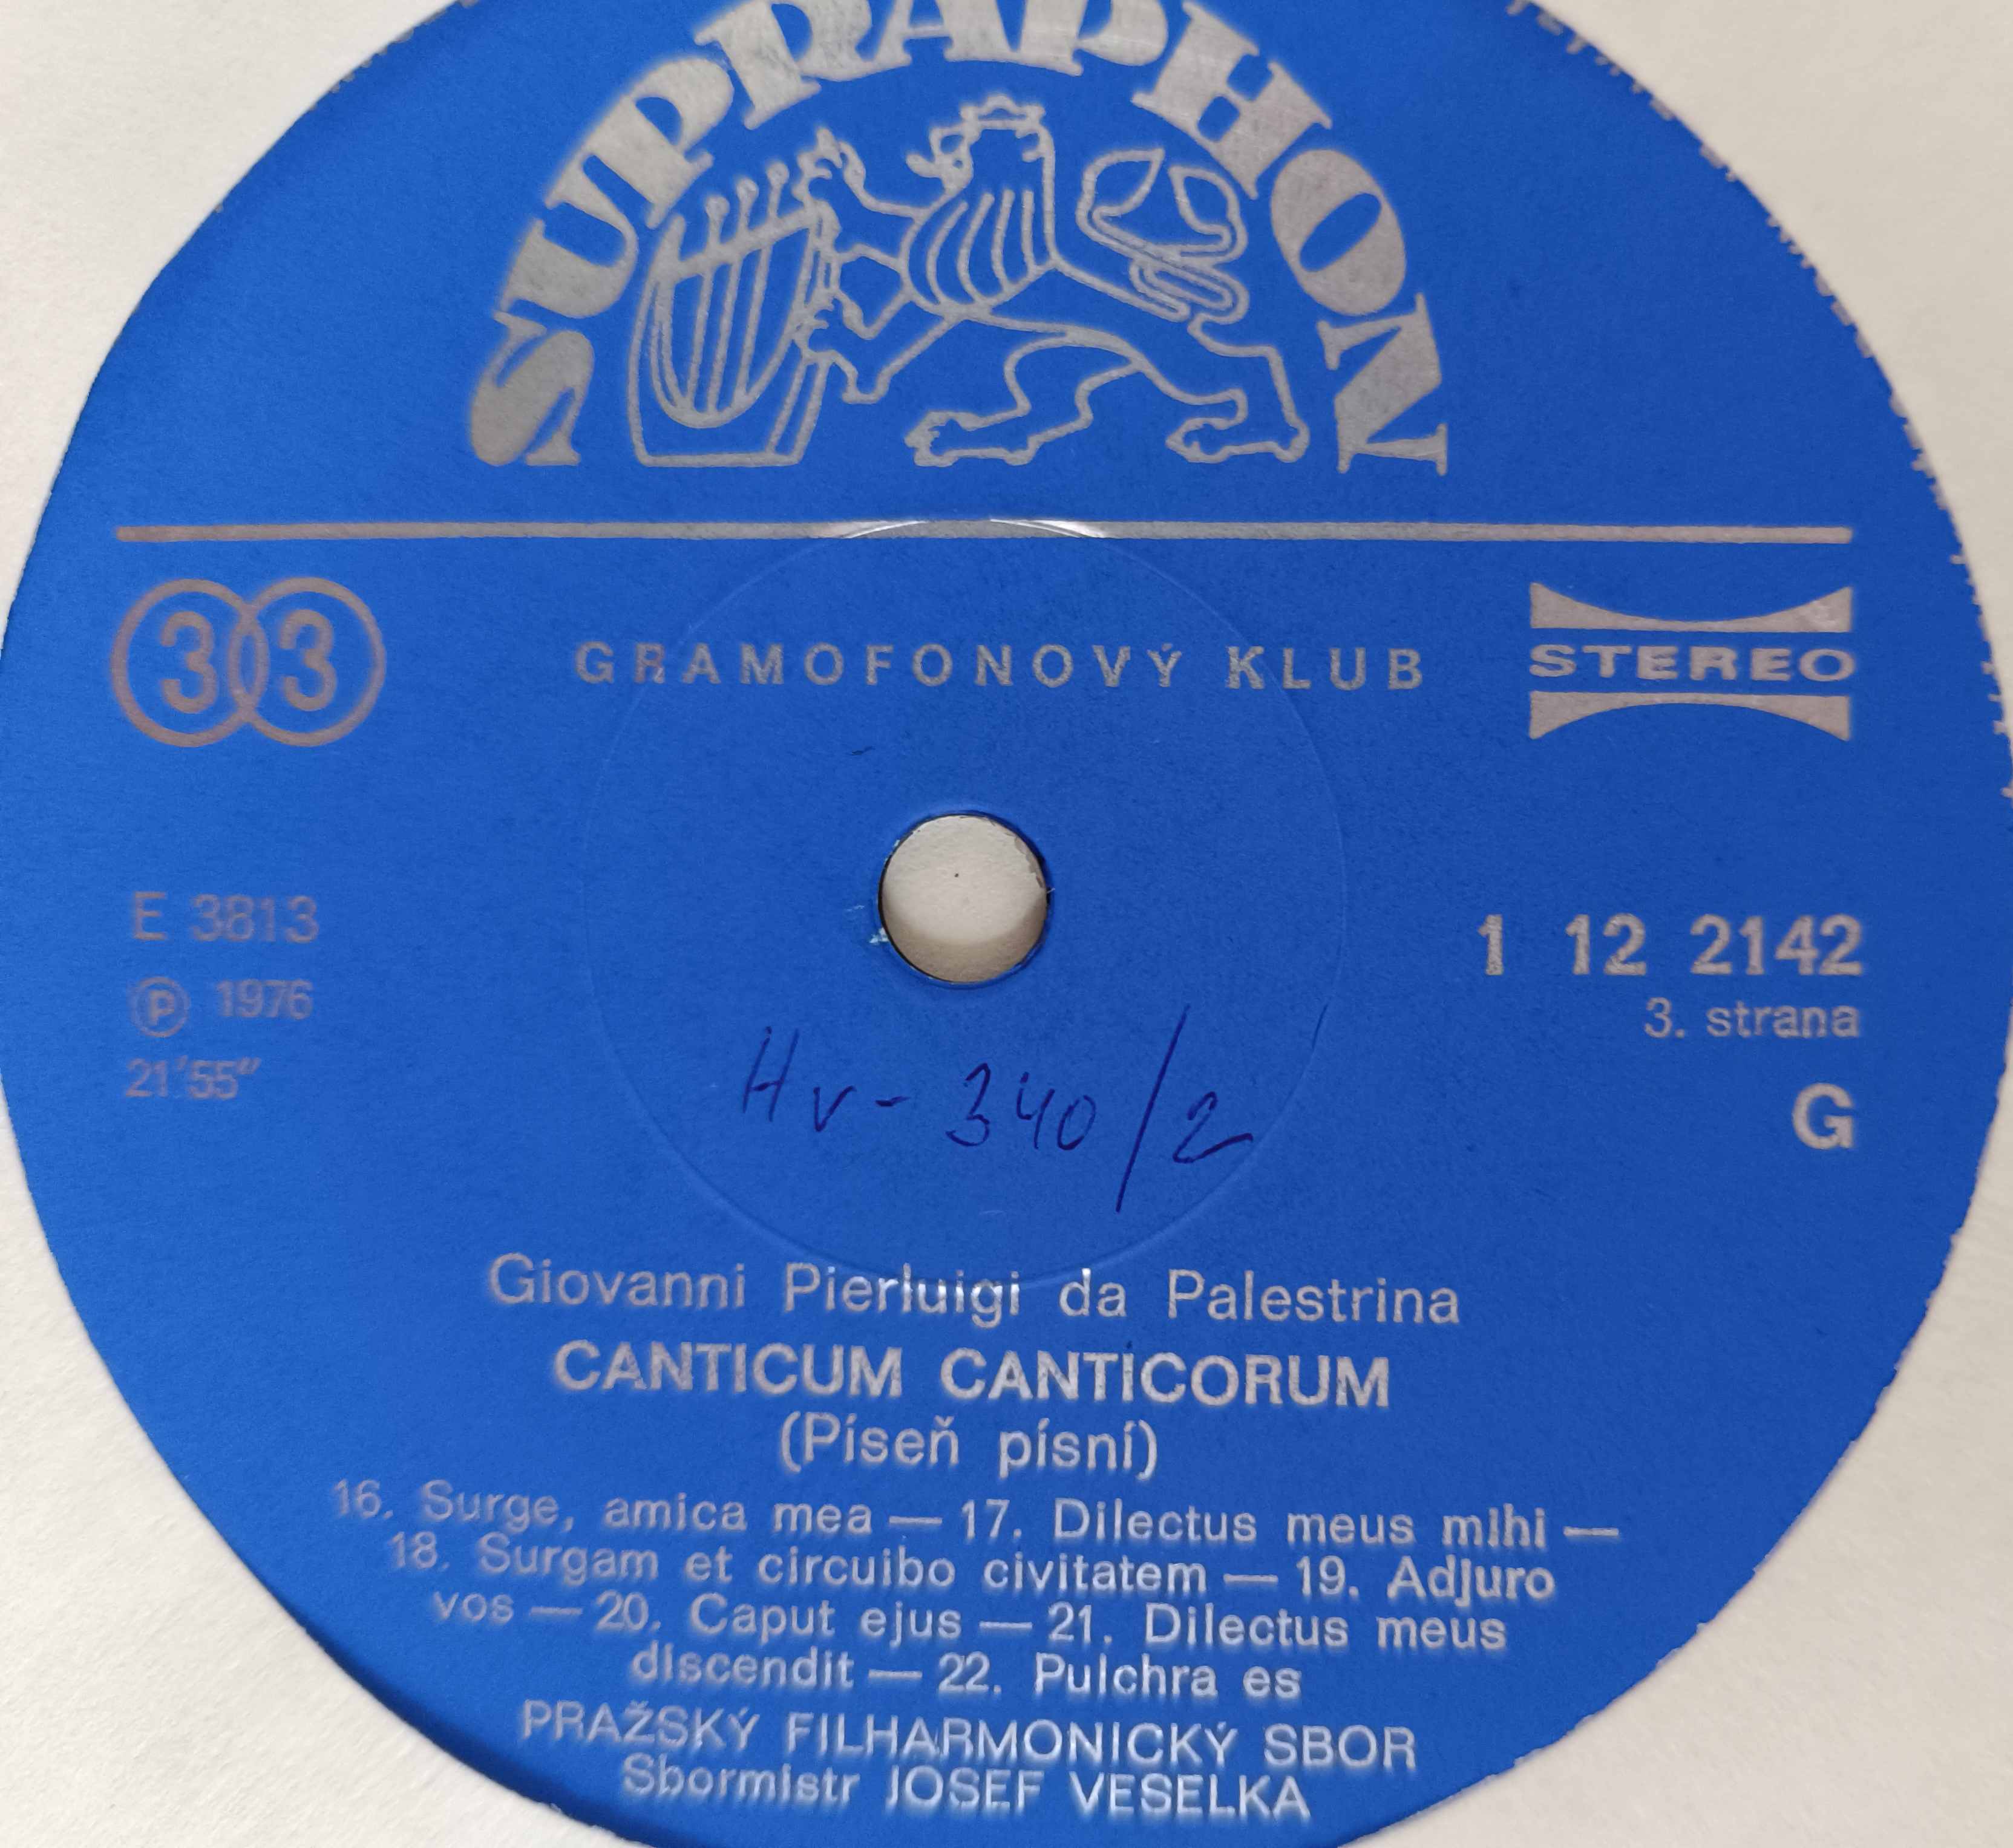 SUPRAPHON
33
GRAMOFONOVÝ KLUB
STEREO
E 3813
℗ 1976
21'55"
1 12 2142
3. strana
G
Hv - 340/2
Giovanni Pierluigi da Palestrina
CANTICUM CANTICORUM
(Píseň písní)
16. Surge, amica mea — 17. Dilectus meus mihi —
18. Surgam et circuibo civitatem — 19. Adjuro
vos — 20. Caput ejus — 21. Dilectus meus
discendit — 22. Pulchra es
PRAŽSKÝ FILHARMONICKÝ SBOR
Sbormistr JOSEF VESELKA